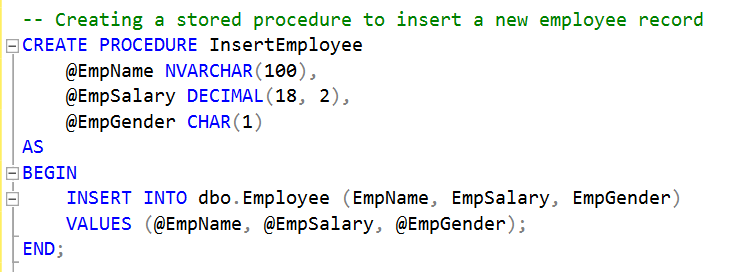 -- Creating a stored procedure to insert a new employee record
CREATE PROCEDURE InsertEmployee
    @EmpName NVARCHAR(100),
    @EmpSalary DECIMAL(18, 2),
    @EmpGender CHAR(1)
AS
BEGIN
    INSERT INTO dbo.Employee (EmpName, EmpSalary, EmpGender)
    VALUES (@EmpName, @EmpSalary, @EmpGender);
END;